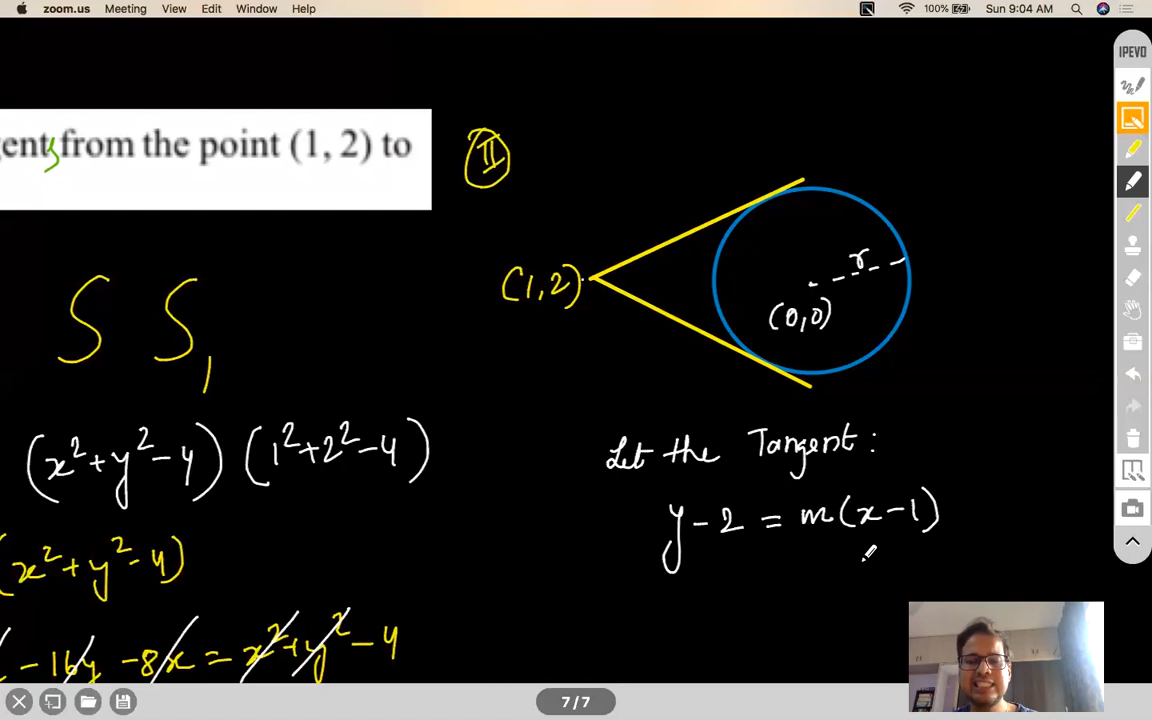 zoom.us Meeting View Edit Window Help 100% Sun 9:04 AM
IPEVO
from the point (1, 2) to
II
(1,2)
r
(0,0)
S S₁
(x²+y²-4) (1²+2²-4)
(x²+y²-4)
-16y -8x = x²+y²-4
Let the Tangent:
y-2 = m(x-1)
7/7